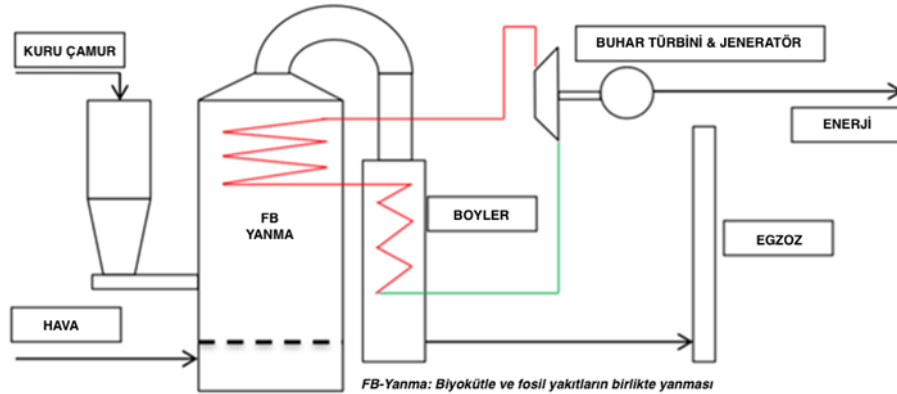 KURU ÇAMUR
BUHAR TÜRBİNİ & JENERATÖR
ENERJİ
FB
YANMA
BOYLER
EGZOZ
HAVA
FB-Yanma: Biyokütle ve fosil yakıtların birlikte yanması